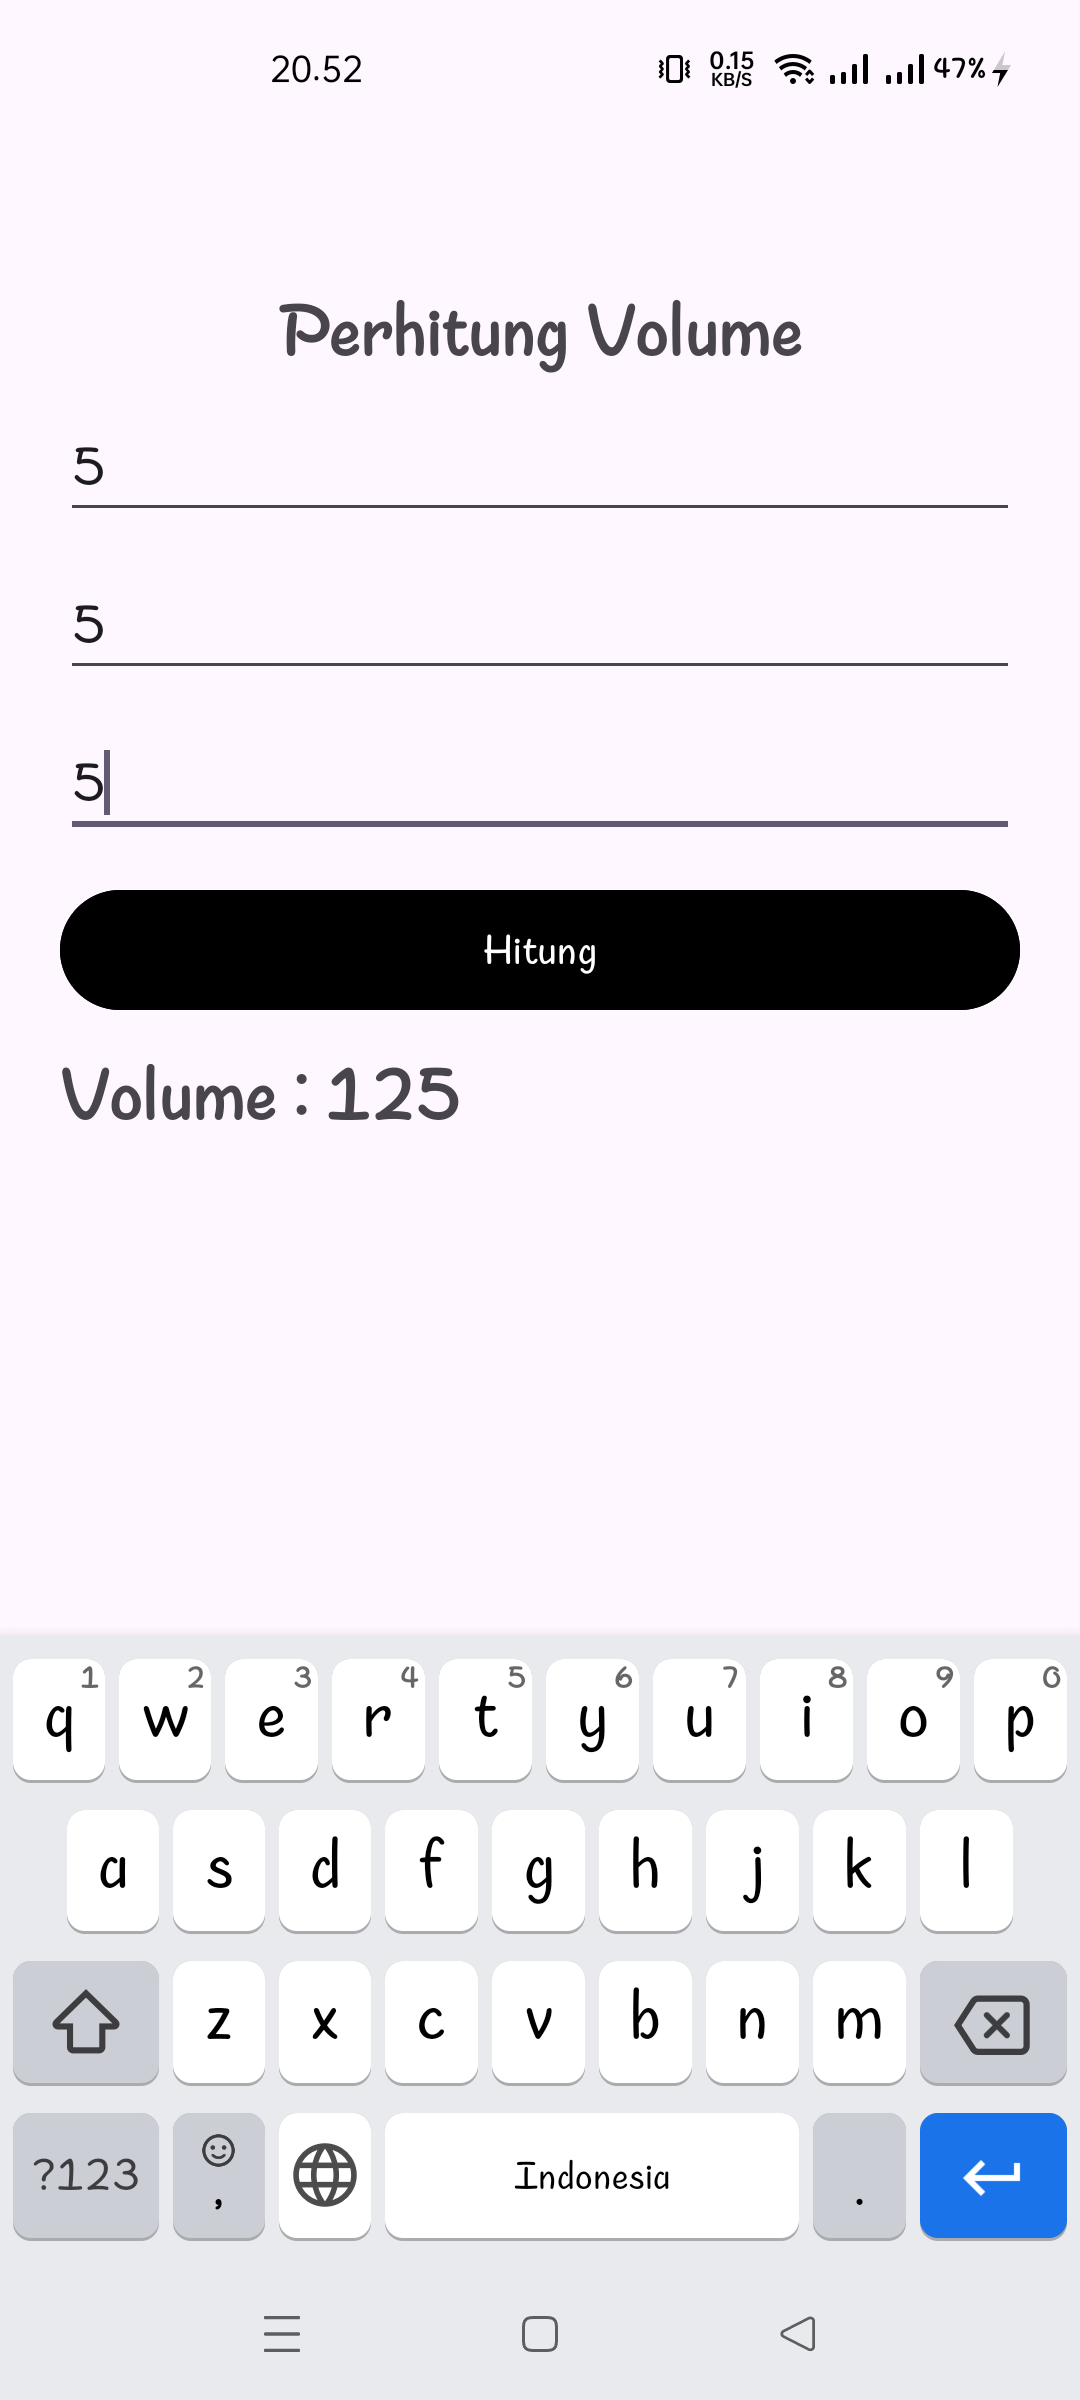 20.52 0.15 KB/S 47%
Perhitung Volume
5
5
5
Hitung
Volume : 125
1 2 3 4 5 6 7 8 9 0
q w e r t y u i o p
a s d f g h j k l
z x c v b n m
?123 , Indonesia .